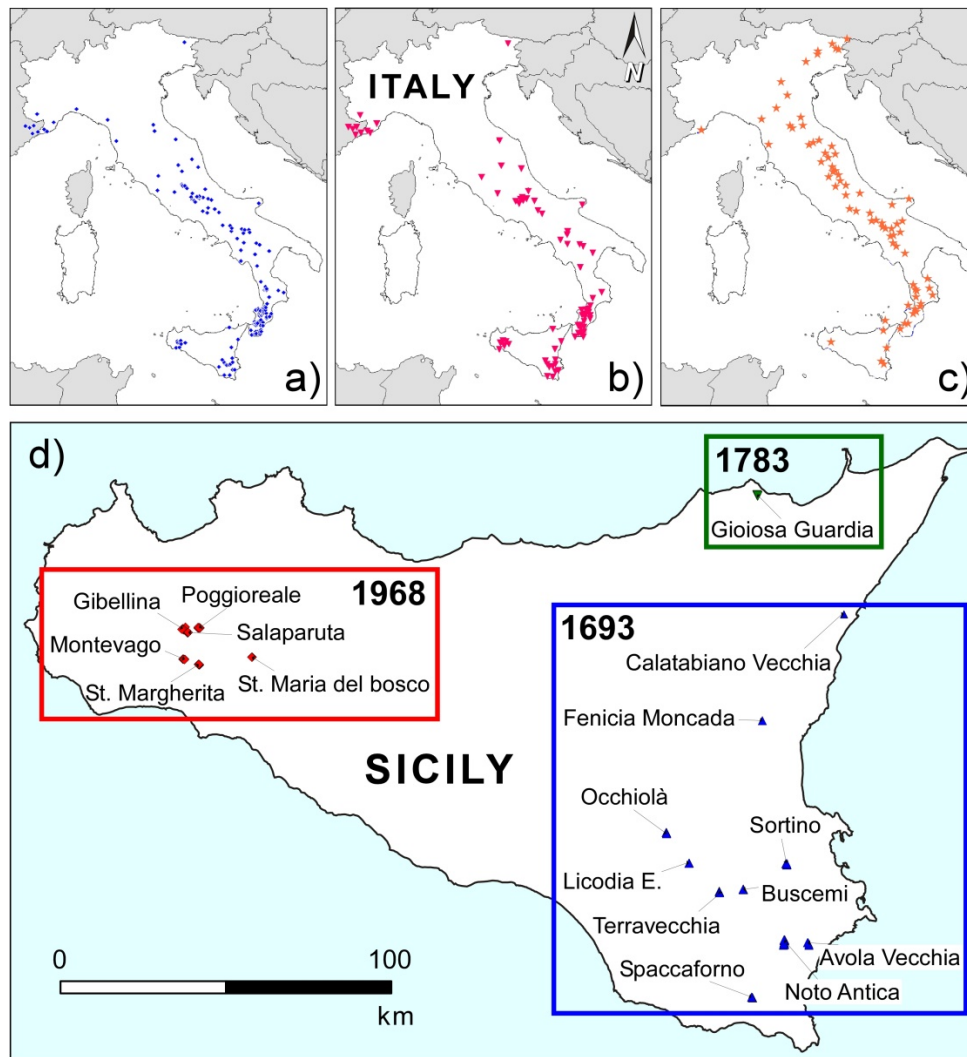 ITALY
N
a)
b)
c)
d)
1783
Gioiosa Guardia
1968
Gibellina
Poggioreale
Salaparuta
Montevago
St. Margherita
St. Maria del bosco
1693
Calatabiano Vecchia
Fenicia Moncada
SICILY
Occhiolà
Sortino
Licodia E.
Buscemi
Terravecchia
Avola Vecchia
Spaccaforno
Noto Antica
0
100
km